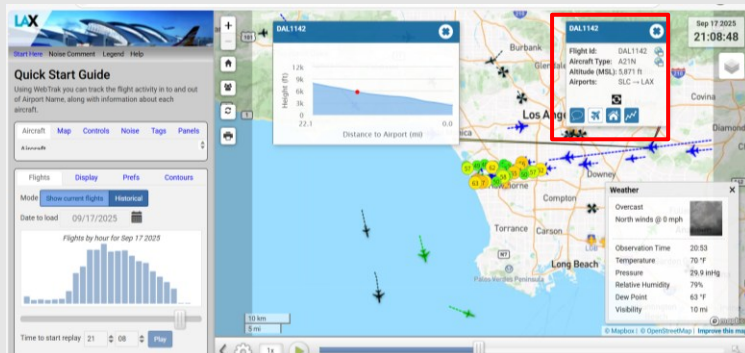 LAX
Start Here Noise Comment Legend Help
Quick Start Guide
Using WebTrak you can track the flight activity in to and out
of Airport Name, along with information about each
aircraft.
Aircraft Map Controls Noise Tags Panels
Aircraft
Flights Display Prefs Contours
Mode Show current flights Historical
Date to load 09/17/2025
Flights by hour for Sep 17 2025
Time to start replay 21 08 Play
+
DAL1142
Height (ft)
12k
9k
6k
3k
0
22.1 0.0
Distance to Airport (mi)
DAL1142
Flight Id: DAL1142
Aircraft Type: A21N
Altitude (MSL): 5,871 ft
Airports: SLC → LAX
Sep 17 2025
21:08:48
Burbank
Covina
Diamond
Downey
Compton
Torrance Carson
Long Beach
Palos Verdes Peninsula
10 km
5 mi
Weather
Overcast
North winds @ 0 mph
Observation Time 20:53
Temperature 70 °F
Pressure 29.9 inHg
Relative Humidity 79%
Dew Point 63 °F
Visibility 10 mi
© Mapbox | © OpenStreetMap | Improve this map
1x